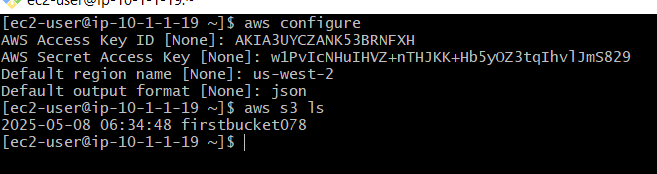 ec2-user@ip-10-1-1-19:~
[ec2-user@ip-10-1-1-19 ~]$ aws configure
AWS Access Key ID [None]: AKIA3UYCZANK53BRNFXH
AWS Secret Access Key [None]: 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
Default region name [None]: us-west-2
Default output format [None]: json
[ec2-user@ip-10-1-1-19 ~]$ aws s3 ls
2025-05-08 06:34:48 firstbucket078
[ec2-user@ip-10-1-1-19 ~]$